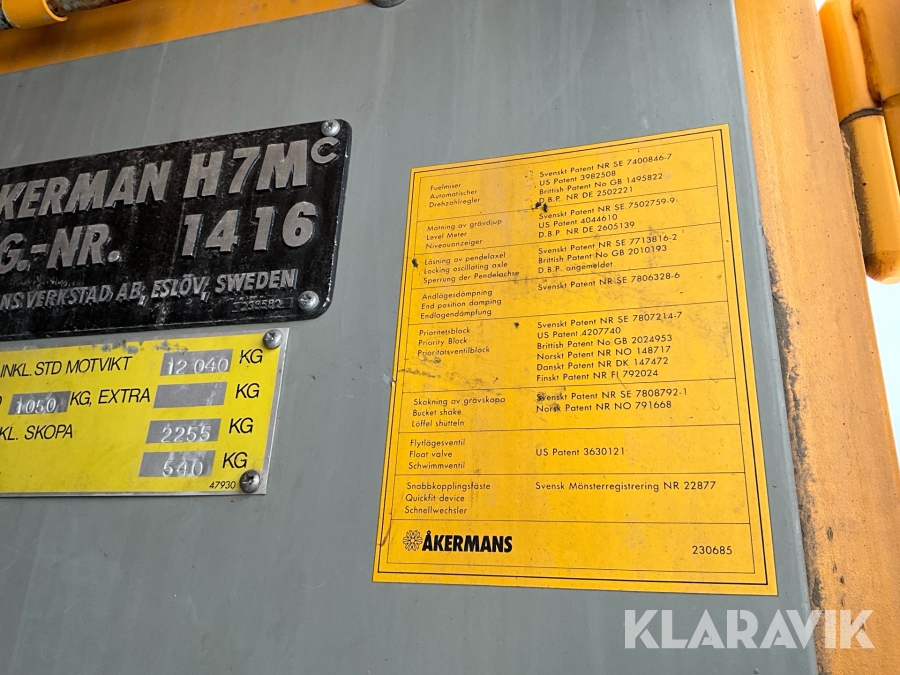 KERMAN H7MC
G.-NR. 1416
NS VERKSTAD AB, ESLÖV, SWEDEN
INKL. STD MOTVIKT 12 040 KG
1050 KG, EXTRA KG
KL. SKOPA 2255 KG
540 KG
47930
Fuelmiser
Automatischer
Drehzahlregler
Svenskt Patent NR SE 7400846-7
US Patent 3982508
Brittish Patent No GB 1495822
D.B.P. NR DE 2502221
Mätning av grävdjup
Level Meter
Niveauanzeiger
Svenskt Patent NR SE 7502759-9
US Patent 4044610
D.B.P. NR DE 2605139
Låsning av pendelaxel
Locking oscillating axle
Sperrung der Pendelachse
Svenskt Patent NR SE 7713816-2
Brittish Patent No GB 2010193
D.B.P. angemeldet
Ändlägesdämpning
End position damping
Endlagendämpfung
Svenskt Patent NR SE 7806328-6
Prioritetsblock
Priority Block
Prioritätsventilblock
Svenskt Patent NR SE 7807214-7
US Patent 4207740
Brittish Patent No GB 2024953
Norskt Patent NR NO 148717
Danskt Patent NR DK 147472
Finskt Patent NR FI 792024
Skakning av grävskopa
Bucket shake
Löffel shütteln
Svenskt Patent NR SE 7808792-1
Norsk Patent NR NO 791668
Flytlägesventil
Float valve
Schwimmventil
US Patent 3630121
Snabbkopplingsfäste
Quickfit device
Schnellwechsler
Svensk Mönsterregistrering NR 22877
ÅKERMANS
230685
KLARAVIK